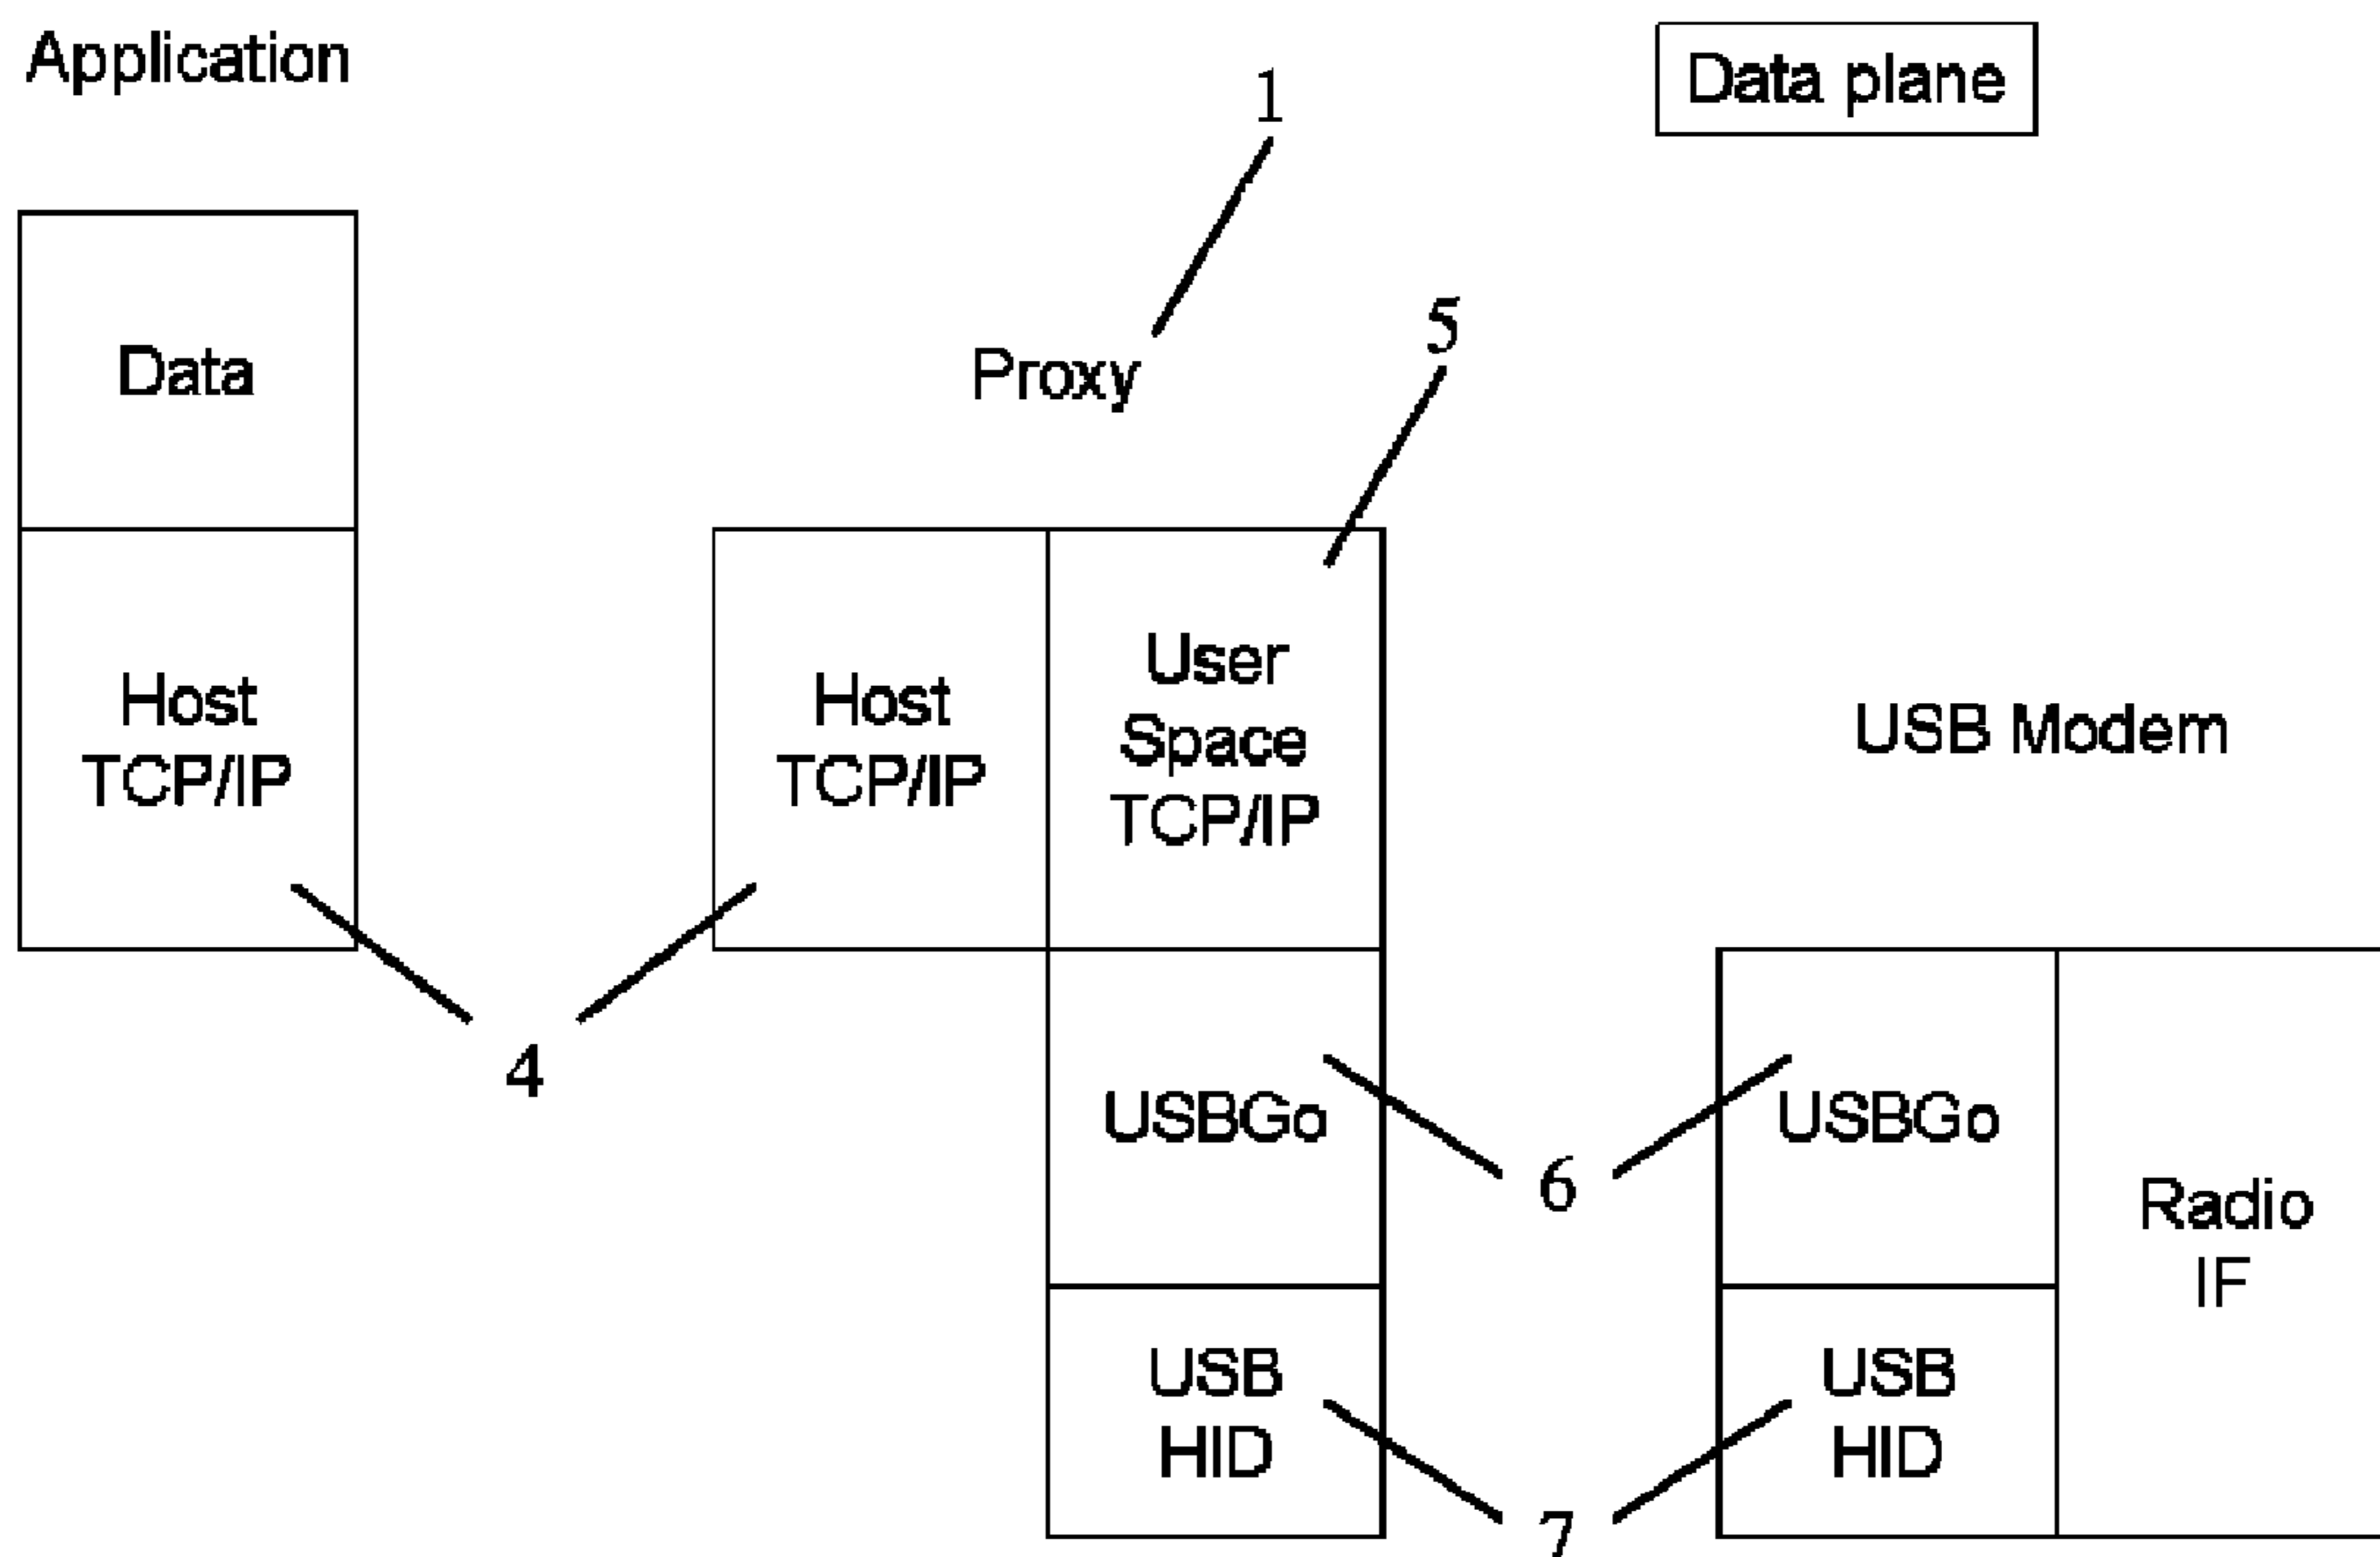 Application
1
Data plane
5
Proxy
Data
Host
TCP/IP
Host
TCP/IP
User
Space
TCP/IP
USB Modem
4
USBGo
6
USBGo
Radio
IF
USB
HID
7
USB
HID